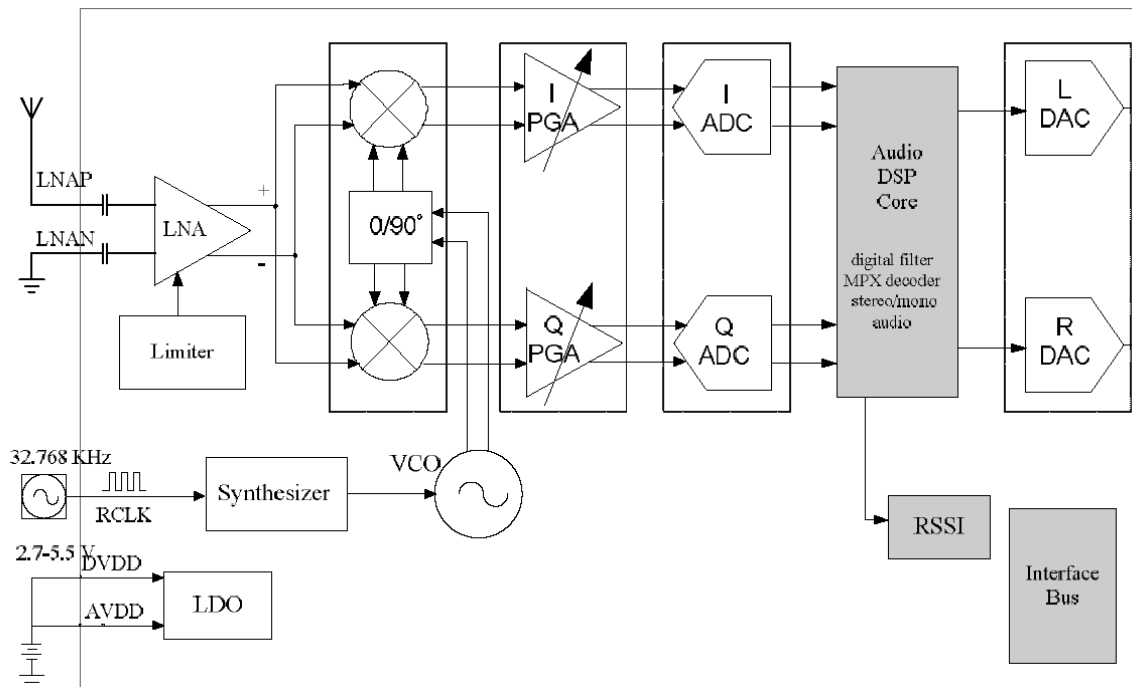 LNAP
LNAN
LNA
+
-
Limiter
0/90°
I
PGA
Q
PGA
I
ADC
Q
ADC
Audio
DSP
Core
digital filter
MPX decoder
stereo/mono
audio
L
DAC
R
DAC
32.768 KHz
RCLK
Synthesizer
VCO
RSSI
Interface
Bus
2.7-5.5 V
DVDD
AVDD
LDO